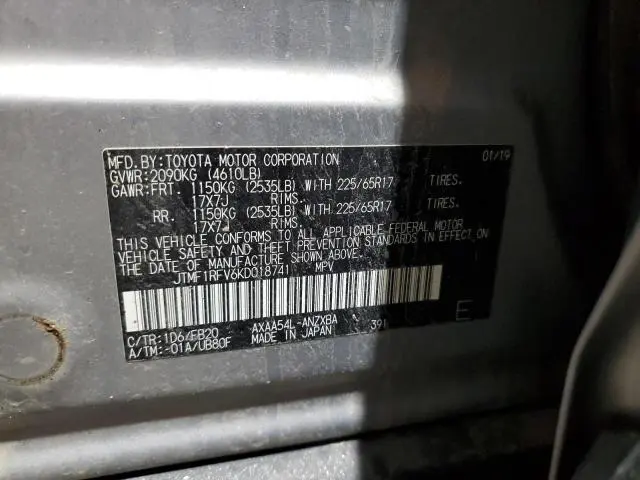 MFD. BY: TOYOTA MOTOR CORPORATION 01/19
GVWR: 2090KG (4610LB)
GAWR: FRT. 1150KG (2535LB) WITH 225/65R17 TIRES.
17X7J RIMS.
RR. 1150KG (2535LB) WITH 225/65R17 TIRES.
17X7J RIMS.
THIS VEHICLE CONFORMS TO ALL APPLICABLE FEDERAL MOTOR
VEHICLE SAFETY AND THEFT PREVENTION STANDARDS IN EFFECT ON
THE DATE OF MANUFACTURE SHOWN ABOVE.
JTMF1RFV6KD018741 MPV
C/TR: 1D6/FB20 AXAA54L-ANZXBA 391 E
A/TM: -01A/UB80F MADE IN JAPAN